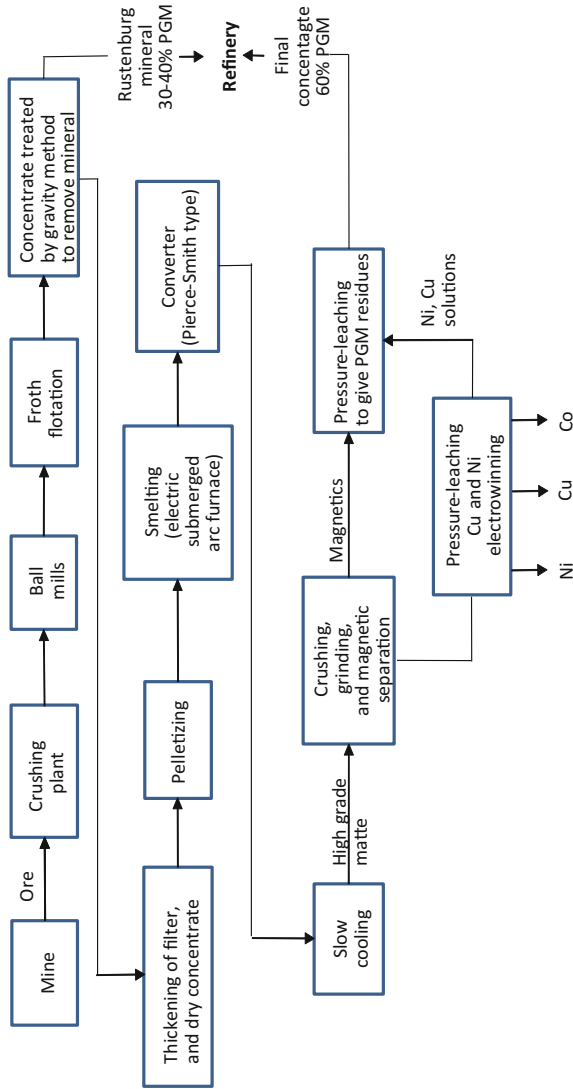 Mine
Ore
Crushing
plant
Ball
mills
Froth
flotation
Concentrate treated
by gravity method
to remove mineral
Rustenburg
mineral
30-40% PGM
Refinery
Final
concentagte
60% PGM
Thickening of filter,
and dry concentrate
Pelletizing
Smelting
(electric
submerged
arc furnace)
Converter
(Pierce-Smith type)
Slow
cooling
High grade
matte
Crushing,
grinding,
and magnetic
separation
Magnetics
Pressure-leaching
to give PGM residues
Ni, Cu
solutions
Pressure-leaching
Cu and Ni
electrowinning
Ni
Cu
Co